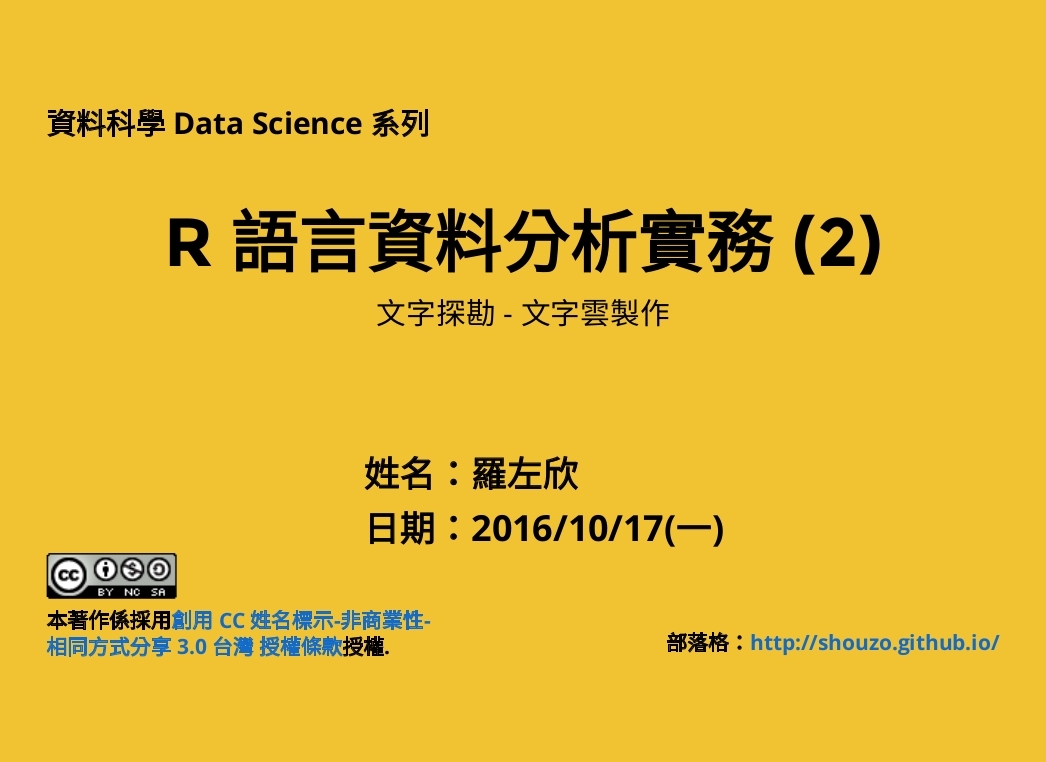 資料科學 Data Science 系列
R 語言資料分析實務 (2)
文字探勘 - 文字雲製作
姓名：羅左欣
日期：2016/10/17(一)
cc BY NC SA
本著作係採用創用 CC 姓名標示-非商業性-
相同方式分享 3.0 台灣 授權條款授權.
部落格：http://shouzo.github.io/